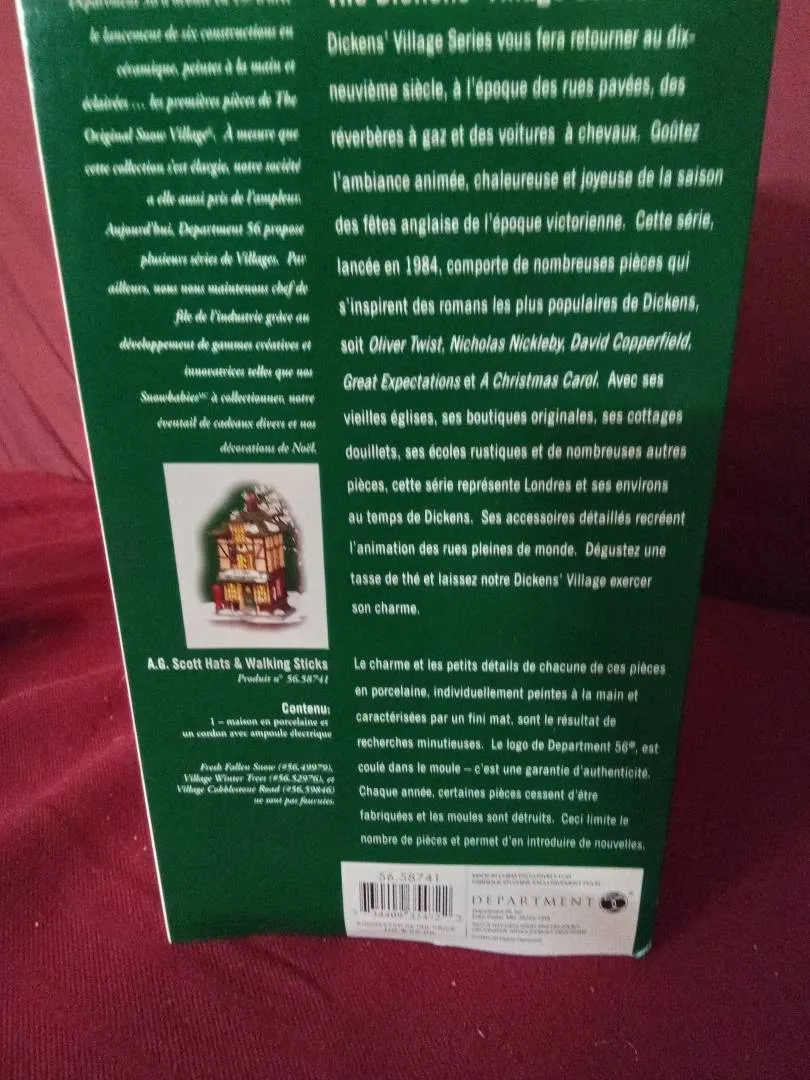 le lancement de six constructions en
céramique, peintes à la main et
éclairées ... les premières pièces de The
Original Snow Village®. À mesure que
cette collection s'est élargie, notre société
a elle aussi pris de l'ampleur.
Aujourd'hui, Department 56 propose
plusieurs séries de Villages. Par
ailleurs, nous nous maintenons chef de
file de l'industrie grâce au
développement de gammes créatives et
innovatrices telles que nos
Snowbabies™ à collectionner, notre
éventail de cadeaux divers et nos
décorations de Noël.
A.G. Scott Hats & Walking Sticks
Produit n° 56.58741
Contenu:
1 – maison en porcelaine et
un cordon avec ampoule électrique
Fresh Fallen Snow (#56.49979),
Village Winter Trees (#56.52976), et
Village Cobblestone Road (#56.59846)
ne sont pas fournies.
Dickens' Village Series vous fera retourner au dix-
neuvième siècle, à l'époque des rues pavées, des
réverbères à gaz et des voitures à chevaux. Goûtez
l'ambiance animée, chaleureuse et joyeuse de la saison
des fêtes anglaise de l'époque victorienne. Cette série,
lancée en 1984, comporte de nombreuses pièces qui
s'inspirent des romans les plus populaires de Dickens,
soit Oliver Twist, Nicholas Nickleby, David Copperfield,
Great Expectations et A Christmas Carol. Avec ses
vieilles églises, ses boutiques originales, ses cottages
douillets, ses écoles rustiques et de nombreuses autres
pièces, cette série représente Londres et ses environs
au temps de Dickens. Ses accessoires détaillés recréent
l'animation des rues pleines de monde. Dégustez une
tasse de thé et laissez notre Dickens' Village exercer
son charme.
Le charme et les petits détails de chacune de ces pièces
en porcelaine, individuellement peintes à la main et
caractérisées par un fini mat, sont le résultat de
recherches minutieuses. Le logo de Department 56®, est
coulé dans le moule – c'est une garantie d'authenticité.
Chaque année, certaines pièces cessent d'être
fabriquées et les moules sont détruits. Ceci limite le
nombre de pièces et permet d'en introduire de nouvelles.
56.58741
DEPARTMENT
Department 56, Inc.